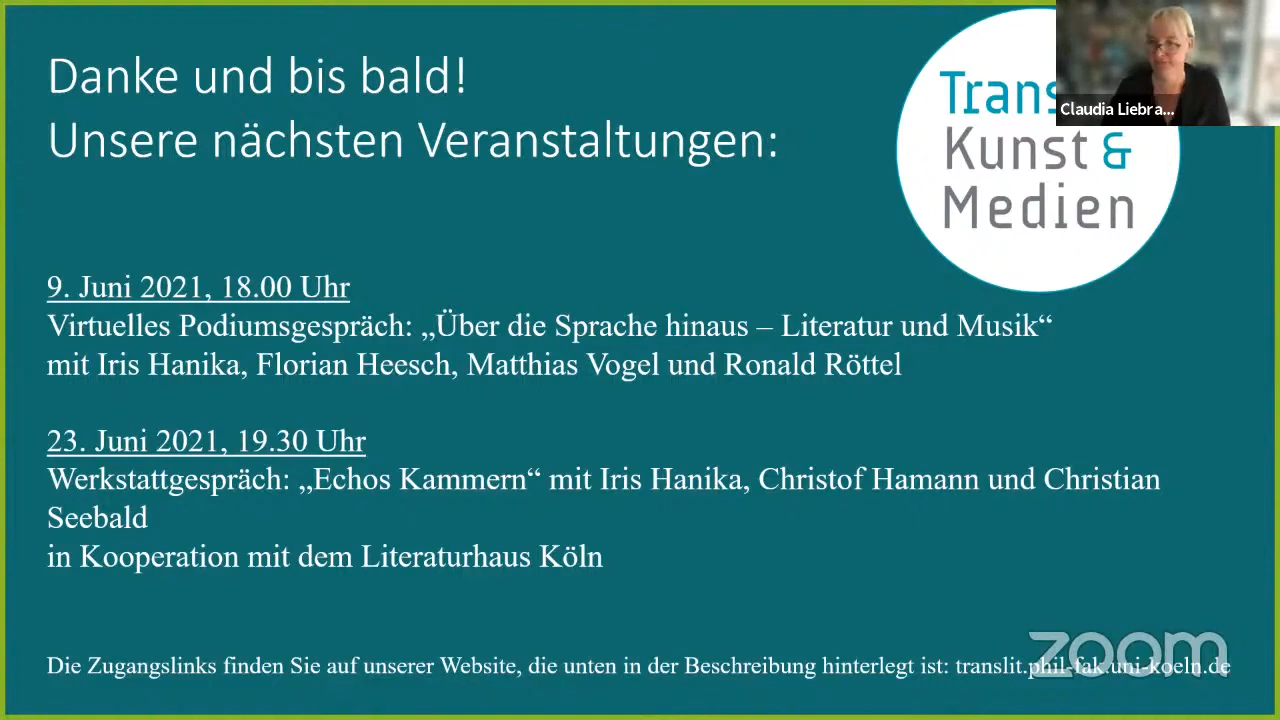 Danke und bis bald!
Unsere nächsten Veranstaltungen:
Trans
Kunst &
Medien
Claudia Liebra...
9. Juni 2021, 18.00 Uhr
Virtuelles Podiumsgespräch: „Über die Sprache hinaus – Literatur und Musik“
mit Iris Hanika, Florian Heesch, Matthias Vogel und Ronald Röttel
23. Juni 2021, 19.30 Uhr
Werkstattgespräch: „Echos Kammern“ mit Iris Hanika, Christof Hamann und Christian
Seebald
in Kooperation mit dem Literaturhaus Köln
zoom
Die Zugangslinks finden Sie auf unserer Website, die unten in der Beschreibung hinterlegt ist: translit.phil-fak.uni-koeln.de